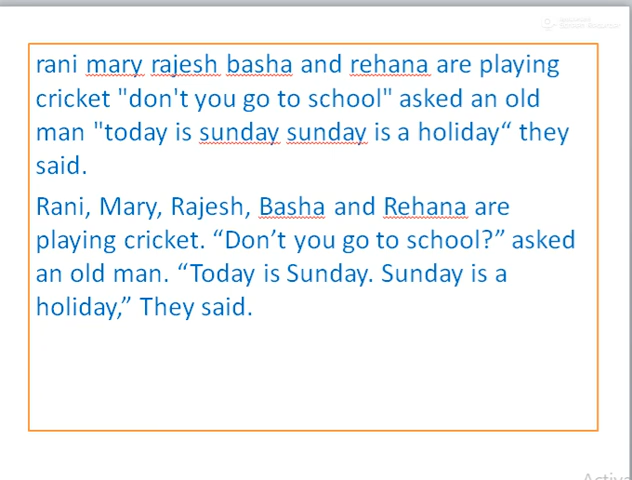 rani mary rajesh basha and rehana are playing
cricket "don't you go to school" asked an old
man "today is sunday sunday is a holiday“ they
said.
Rani, Mary, Rajesh, Basha and Rehana are
playing cricket. “Don’t you go to school?” asked
an old man. “Today is Sunday. Sunday is a
holiday,” They said.
Activa